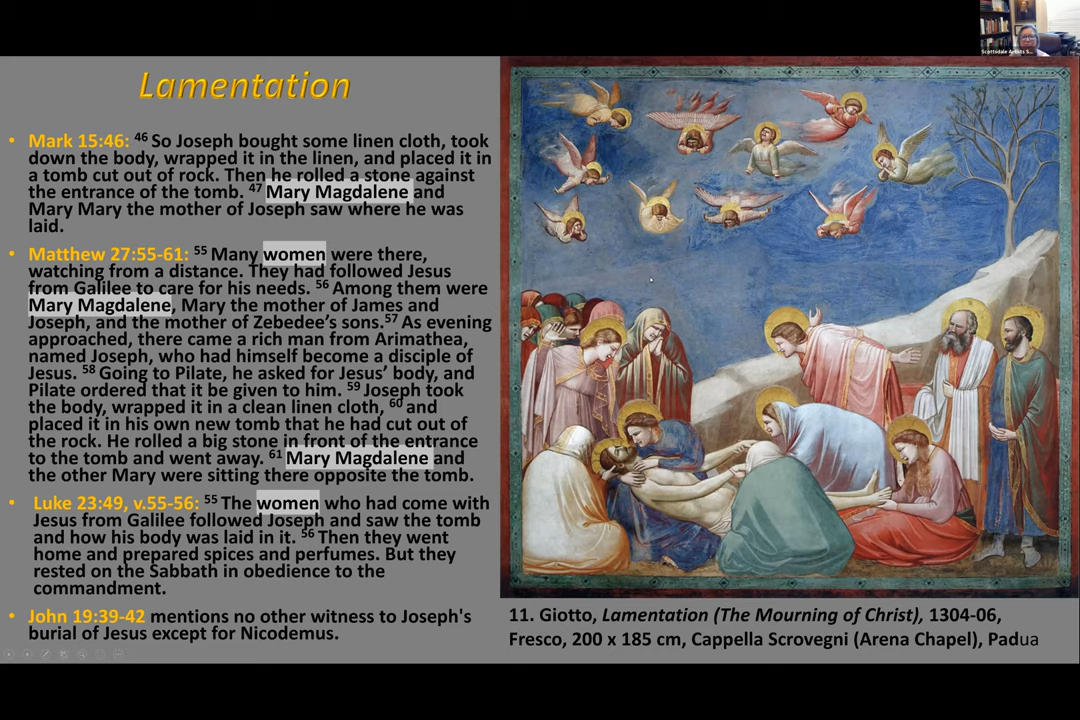 Scottsdale Artists S...
Lamentation
• Mark 15:46: 46 So Joseph bought some linen cloth, took
down the body, wrapped it in the linen, and placed it in
a tomb cut out of rock. Then he rolled a stone against
the entrance of the tomb. 47 Mary Magdalene and
Mary Mary the mother of Joseph saw where he was
laid.
• Matthew 27:55-61: 55 Many women were there,
watching from a distance. They had followed Jesus
from Galilee to care for his needs. 56 Among them were
Mary Magdalene, Mary the mother of James and
Joseph, and the mother of Zebedee’s sons.57 As evening
approached, there came a rich man from Arimathea,
named Joseph, who had himself become a disciple of
Jesus. 58 Going to Pilate, he asked for Jesus’ body, and
Pilate ordered that it be given to him. 59 Joseph took
the body, wrapped it in a clean linen cloth, 60 and
placed it in his own new tomb that he had cut out of
the rock. He rolled a big stone in front of the entrance
to the tomb and went away. 61 Mary Magdalene and
the other Mary were sitting there opposite the tomb.
• Luke 23:49, v.55-56: 55 The women who had come with
Jesus from Galilee followed Joseph and saw the tomb
and how his body was laid in it. 56 Then they went
home and prepared spices and perfumes. But they
rested on the Sabbath in obedience to the
commandment.
• John 19:39-42 mentions no other witness to Joseph's
burial of Jesus except for Nicodemus.
11. Giotto, Lamentation (The Mourning of Christ), 1304-06,
Fresco, 200 x 185 cm, Cappella Scrovegni (Arena Chapel), Padua